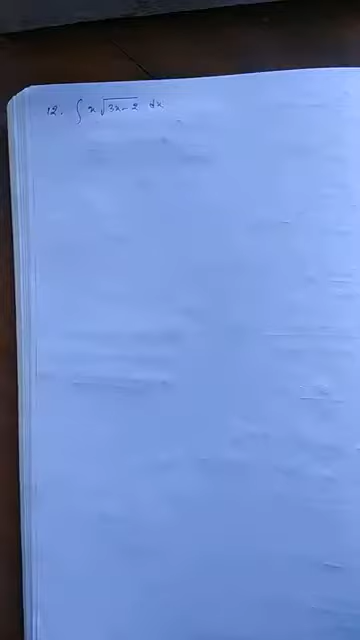 12. ∫ x √(3x-2) dx